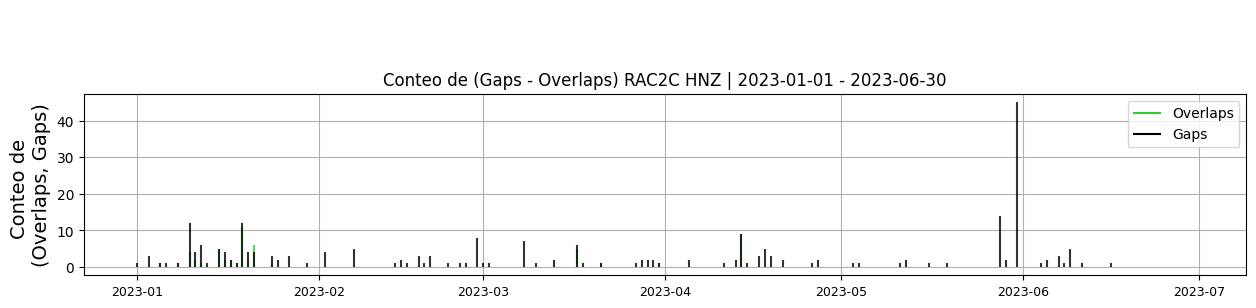 Conteo de (Gaps - Overlaps) RAC2C HNZ | 2023-01-01 - 2023-06-30
Conteo de
(Overlaps, Gaps)
40
30
20
10
0
Overlaps
Gaps
2023-01 2023-02 2023-03 2023-04 2023-05 2023-06 2023-07